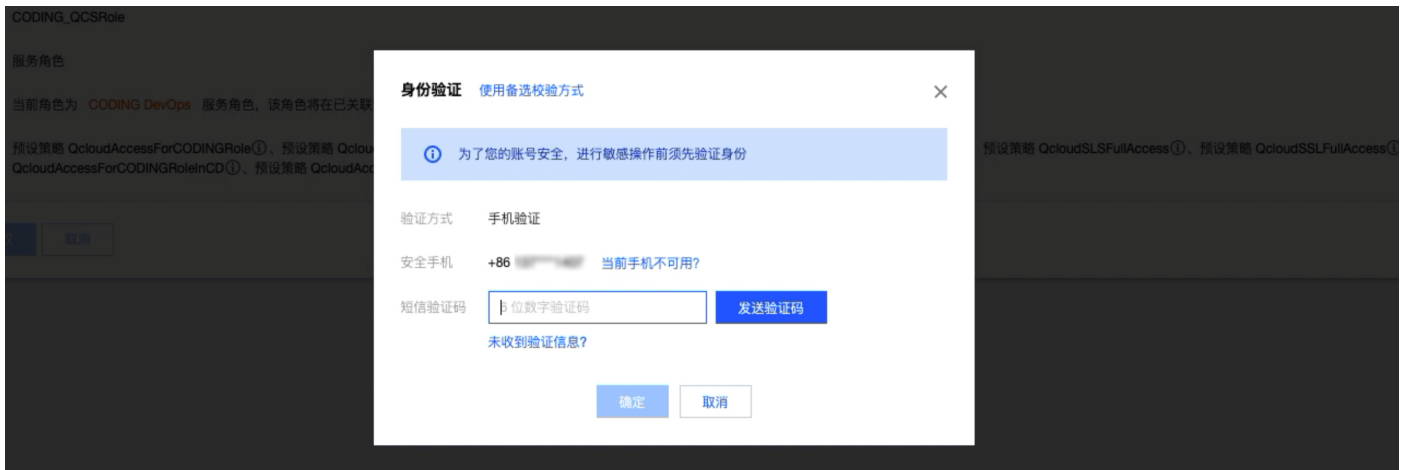 CODING_QCSRole
服务角色
当前角色为 CODING DevOps 服务角色，该角色将在已关联
预设策略 QcloudAccessForCODINGRole、预设策略 Qclou
预设策略 QcloudSLSFullAccess、预设策略 QcloudSSLFullAccess
QcloudAccessForCODINGRoleInCD、预设策略 QcloudAcc
取消
身份验证 使用备选校验方式
为了您的账号安全，进行敏感操作前须先验证身份
验证方式 手机验证
安全手机 +86 当前手机不可用?
短信验证码 6 位数字验证码 发送验证码
未收到验证信息?
确定 取消